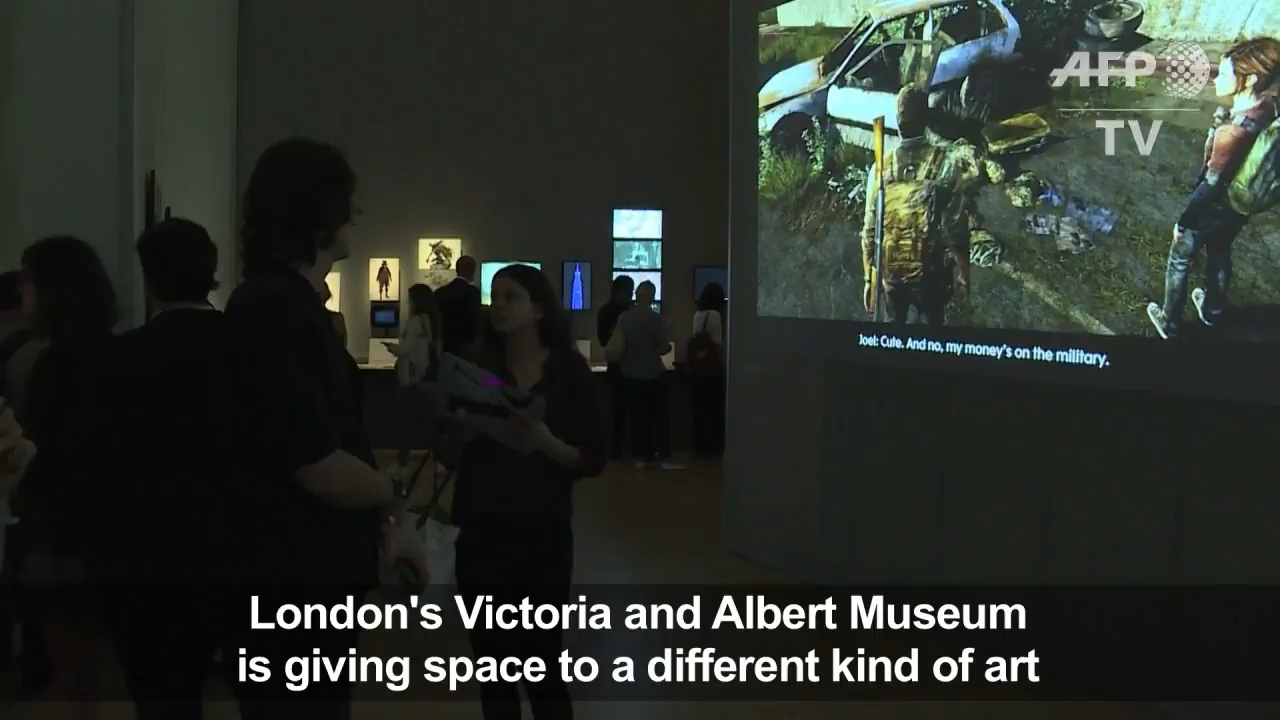 AFP
TV
Joel: Cute. And no, my money's on the military.
London's Victoria and Albert Museum
is giving space to a different kind of art